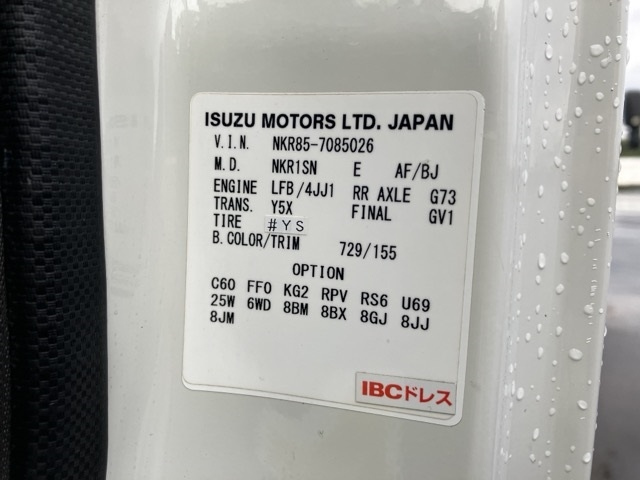 ISUZU MOTORS LTD. JAPAN
V.I.N. NKR85-7085026
M.D. NKR1SN E AF/BJ
ENGINE LFB/4JJ1 RR AXLE G73
TRANS. Y5X FINAL GV1
TIRE #YS
B.COLOR/TRIM 729/155
OPTION
C60 FF0 KG2 RPV RS6 U69
25W 6WD 8BM 8BX 8GJ 8JJ
8JM
IBCドレス